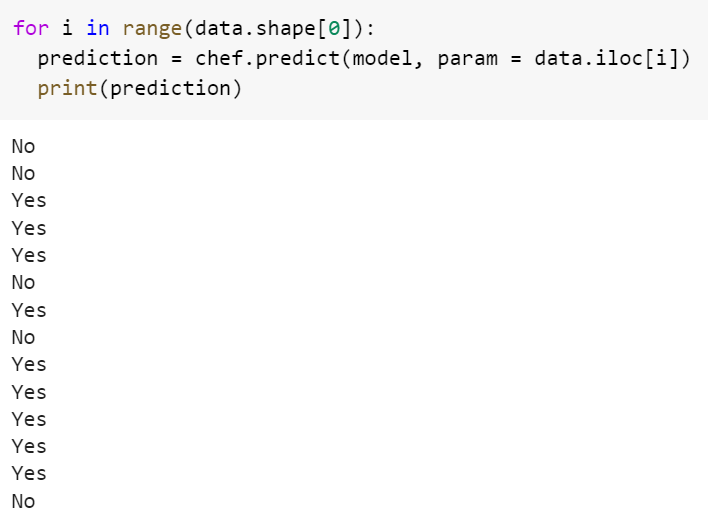 for i in range(data.shape[0]):
  prediction = chef.predict(model, param = data.iloc[i])
  print(prediction)
No
No
Yes
Yes
Yes
No
Yes
No
Yes
Yes
Yes
Yes
Yes
No